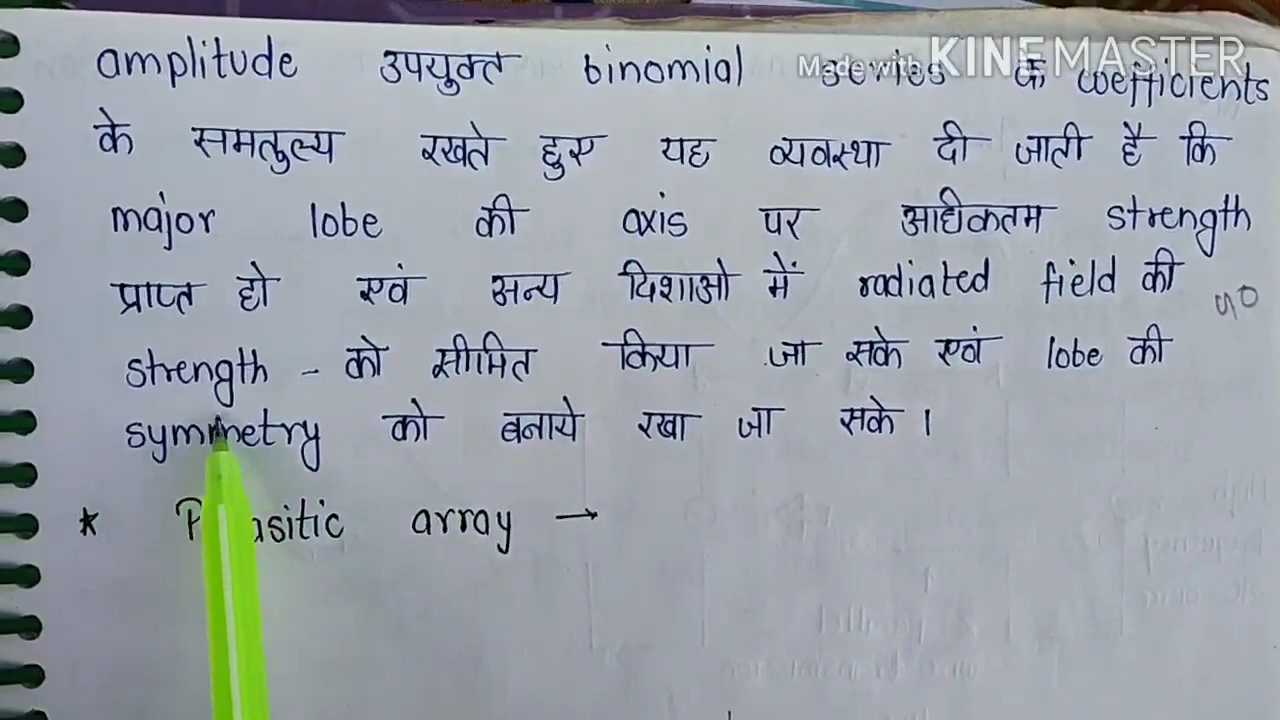 amplitude उपयुक्त binomial series के coefficients
Made with KINEMASTER
के समतुल्य रखते हुए यह व्यवस्था दी जाती है कि
major lobe की axis पर अधिकतम strength
प्राप्त हो एवं अन्य दिशाओ में radiated field की
strength - को सीमित किया जा सके एवं lobe की
symmetry को बनाये रखा जा सके ।
* Parasitic array →